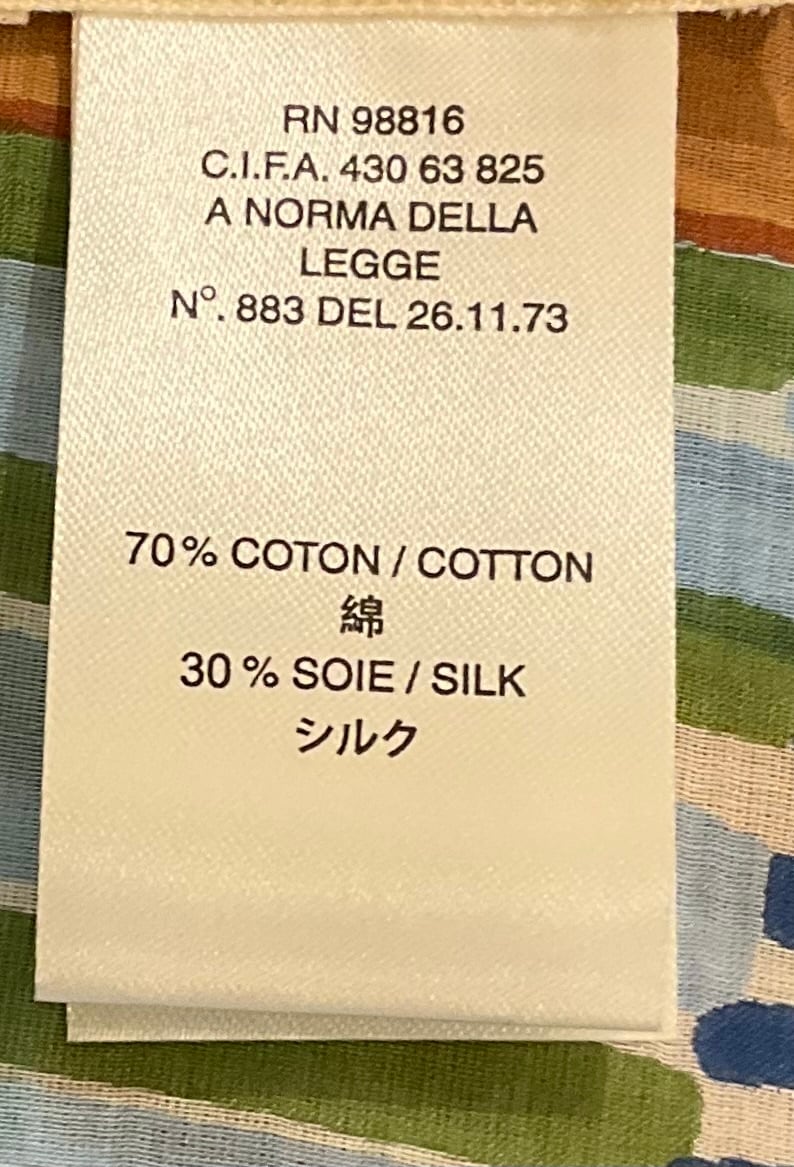 RN 98816
C.I.F.A. 430 63 825
A NORMA DELLA
LEGGE
N°. 883 DEL 26.11.73
70% COTON / COTTON
綿
30 % SOIE / SILK
シルク